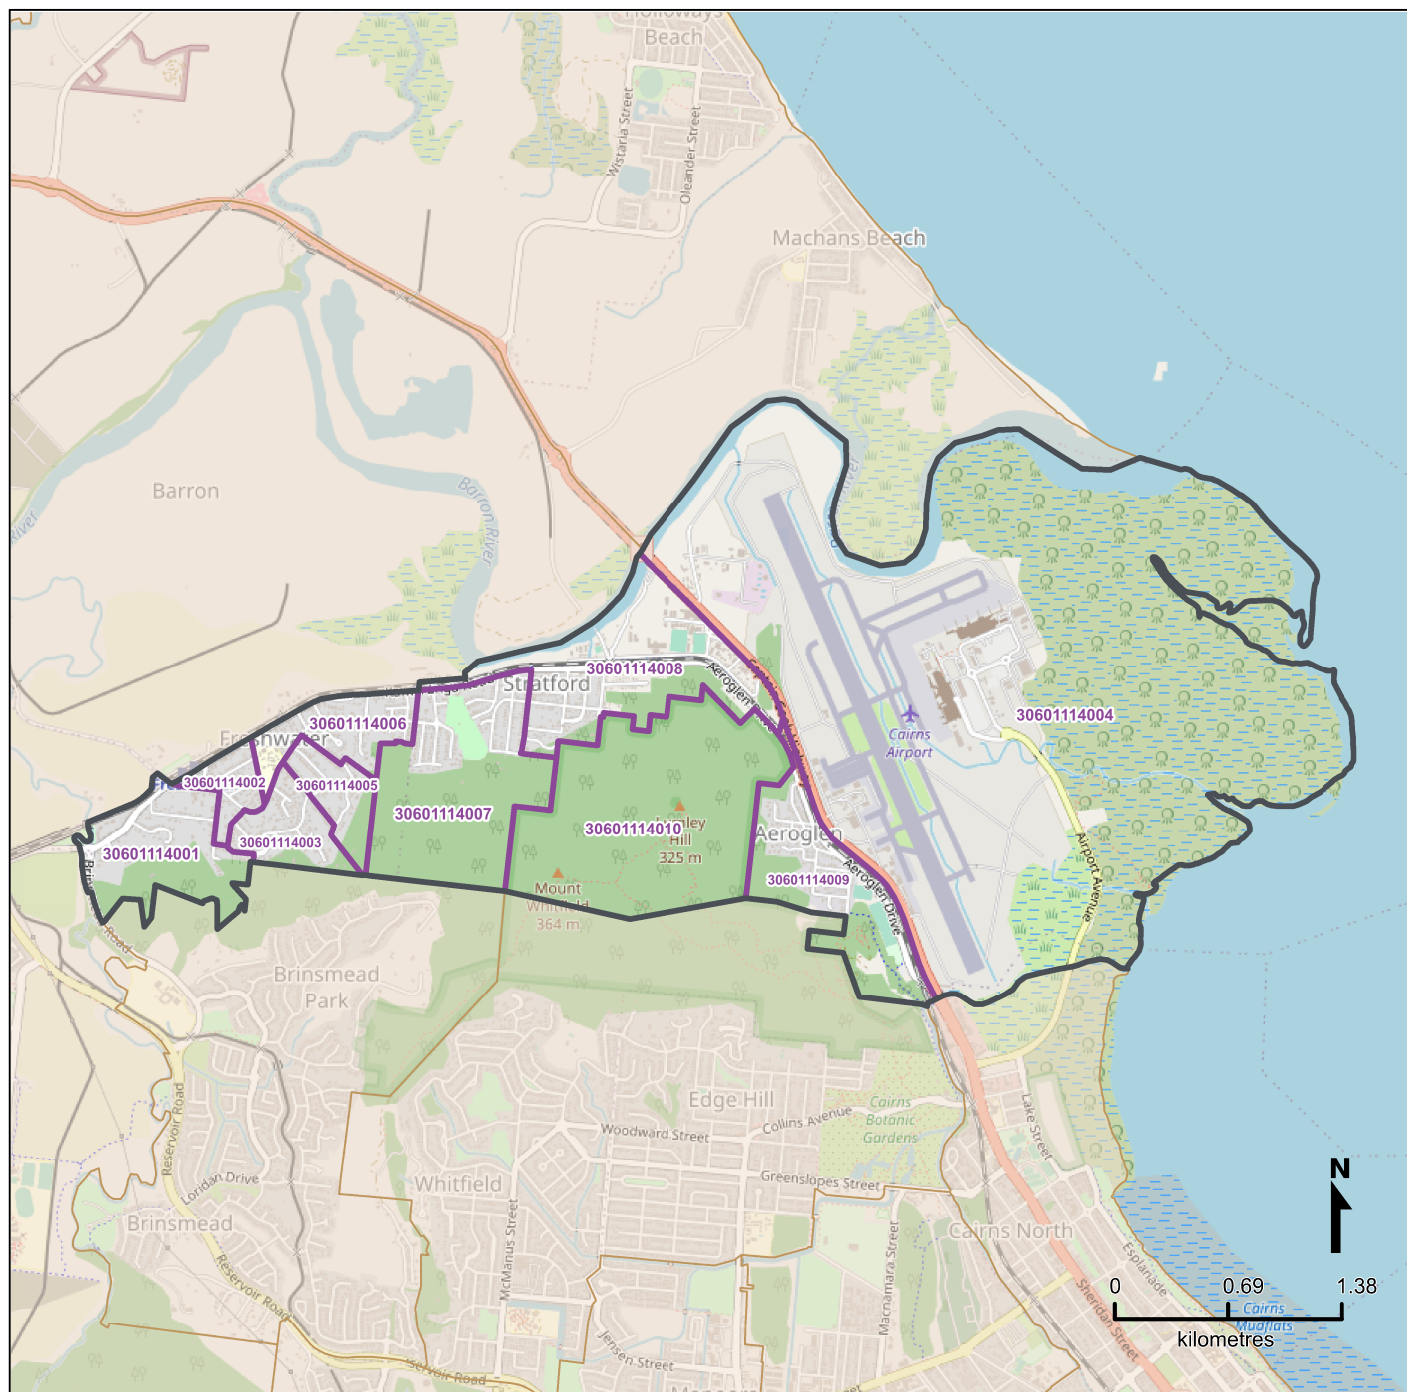 Holloways
Beach
Wistaria Street
Oleander Street
Machans Beach
Barron
Barron River
River
River
30601114008
Stratford
Aeroglen
30601114004
Cairns
Airport
30601114006
Freshwater
30601114002
30601114005
30601114007
30601114010
30601114003
30601114001
Hill
325 m
Aeroglen
Mount
Whitfield
364 m
30601114009
Aeroglen Drive
Airport Avenue
Road
Brinsmead
Park
Edge Hill
Cairns
Botanic
Gardens
Collins Avenue
Woodward Street
Greenslopes Street
Lake Street
Reservoir Road
Loridan Drive
Whitfield
McManus Street
Brinsmead
Reservoir Road
Macnamara Street
Cairns North
Esplanade
Sheridan Street
Jensen Street
Cairns
Mudflats
N
0 0.69 1.38
kilometres